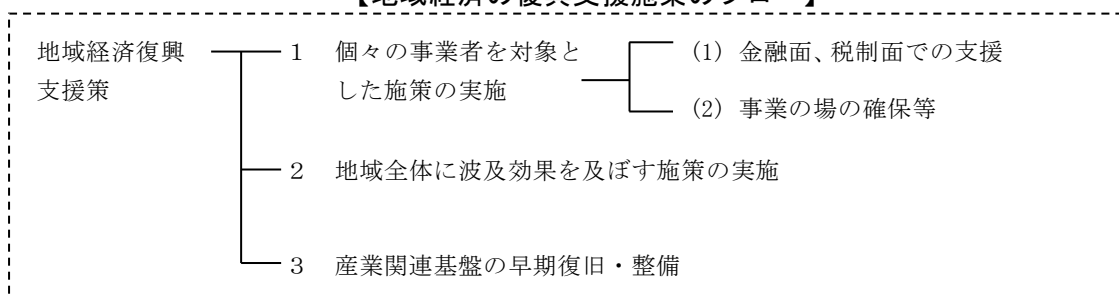 【地域経済の復興支援施策のフロー】
地域経済復興
支援策
1 個々の事業者を対象と
した施策の実施
(1) 金融面、税制面での支援
(2) 事業の場の確保等
2 地域全体に波及効果を及ぼす施策の実施
3 産業関連基盤の早期復旧・整備